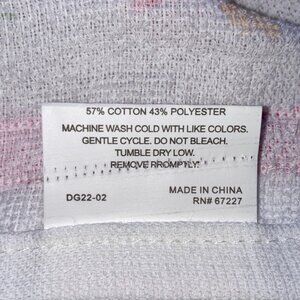 57% COTTON 43% POLYESTER
MACHINE WASH COLD WITH LIKE COLORS.
GENTLE CYCLE. DO NOT BLEACH.
TUMBLE DRY LOW.
REMOVE PROMPTLY.
DG22-02
MADE IN CHINA
RN# 67227